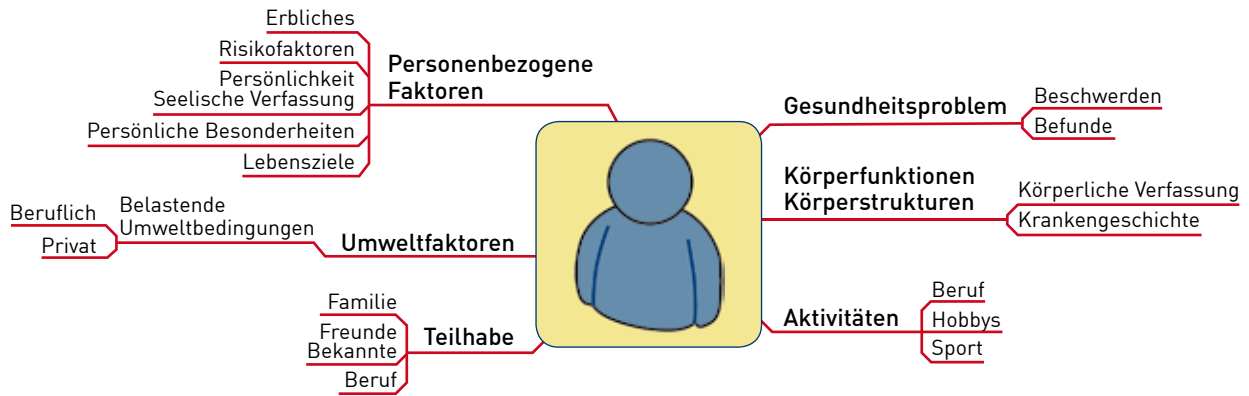 Erbliches
Risikofaktoren
Persönlichkeit
Seelische Verfassung
Persönliche Besonderheiten
Lebensziele
Personenbezogene
Faktoren
Beruflich
Privat
Belastende
Umweltbedingungen
Umweltfaktoren
Familie
Freunde
Bekannte
Beruf
Teilhabe
Gesundheitsproblem
Beschwerden
Befunde
Körperfunktionen
Körperstrukturen
Körperliche Verfassung
Krankengeschichte
Aktivitäten
Beruf
Hobbys
Sport